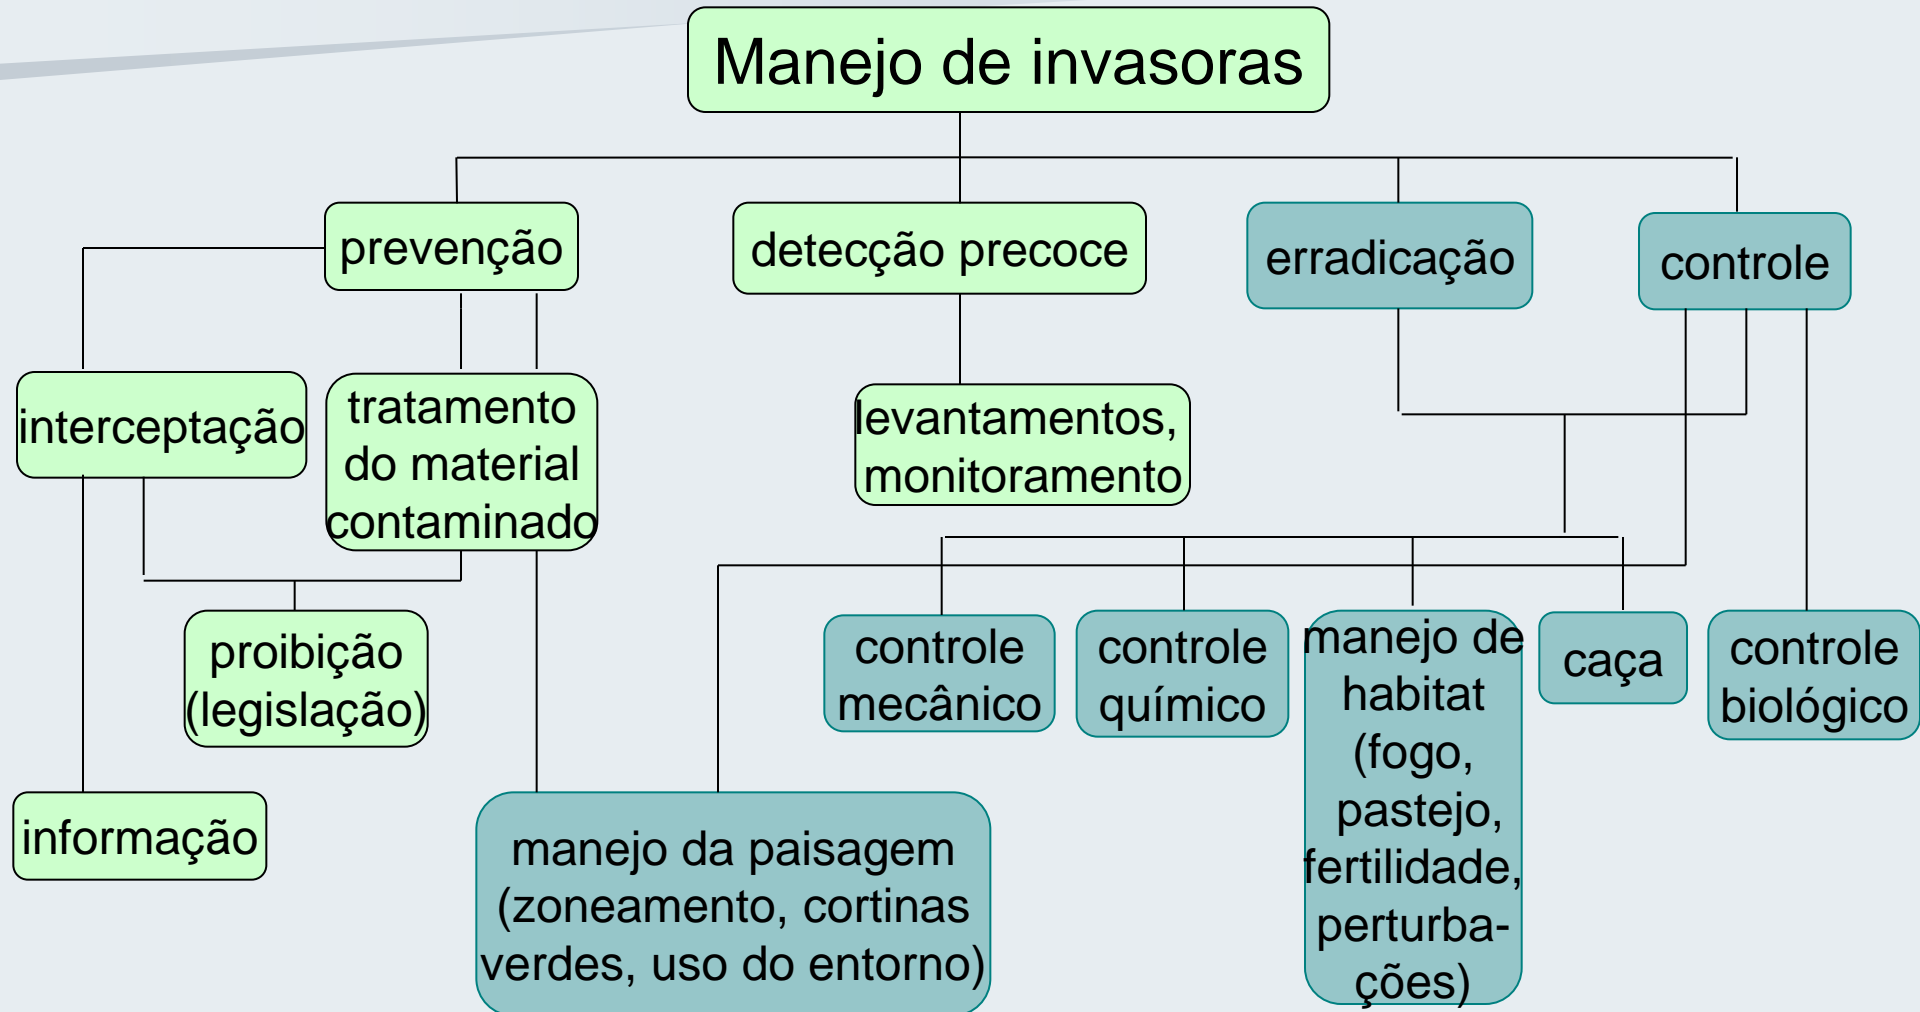 Manejo de invasoras
prevenção
detecção precoce
erradicação
controle
interceptação
tratamento
do material
contaminado
levantamentos,
monitoramento
proibição
(legislação)
controle
mecânico
controle
químico
manejo de
habitat
(fogo,
pastejo,
fertilidade,
perturba-
ções)
caça
controle
biológico
informação
manejo da paisagem
(zoneamento, cortinas
verdes, uso do entorno)